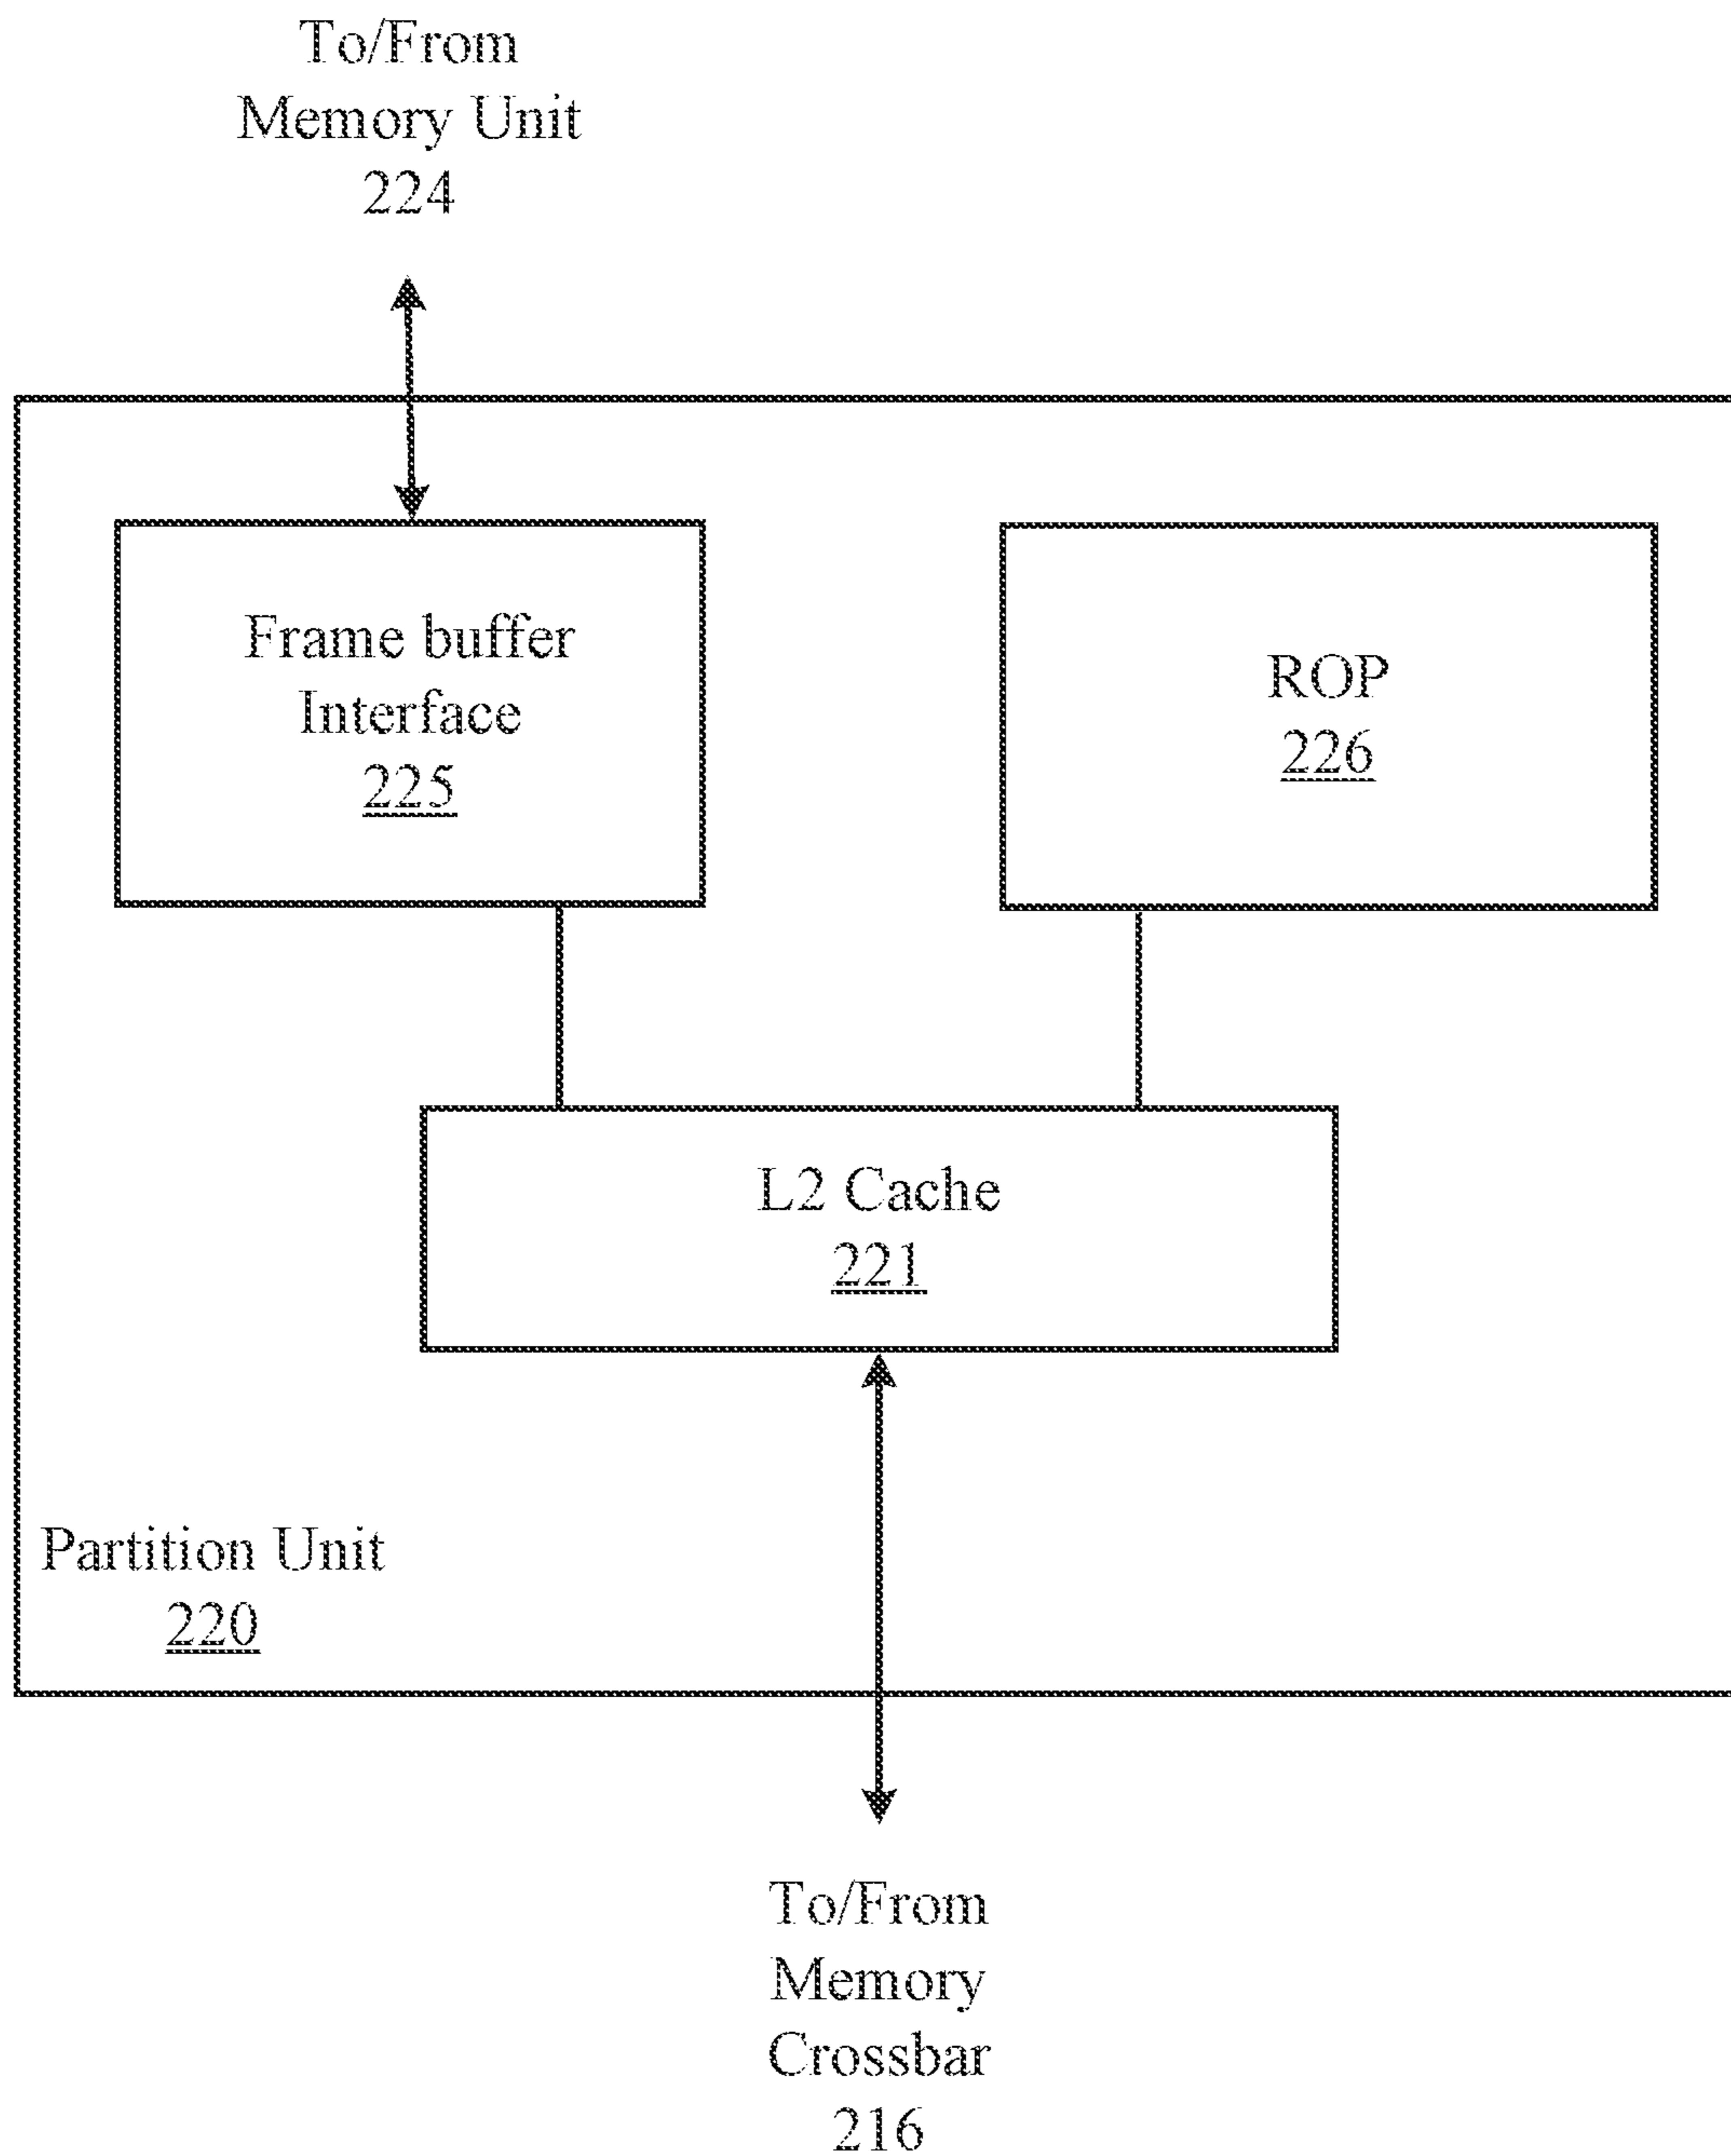 To/From
Memory Unit
224
Frame buffer
Interface
225
ROP
226
L2 Cache
221
Partition Unit
220
To/From
Memory
Crossbar
216